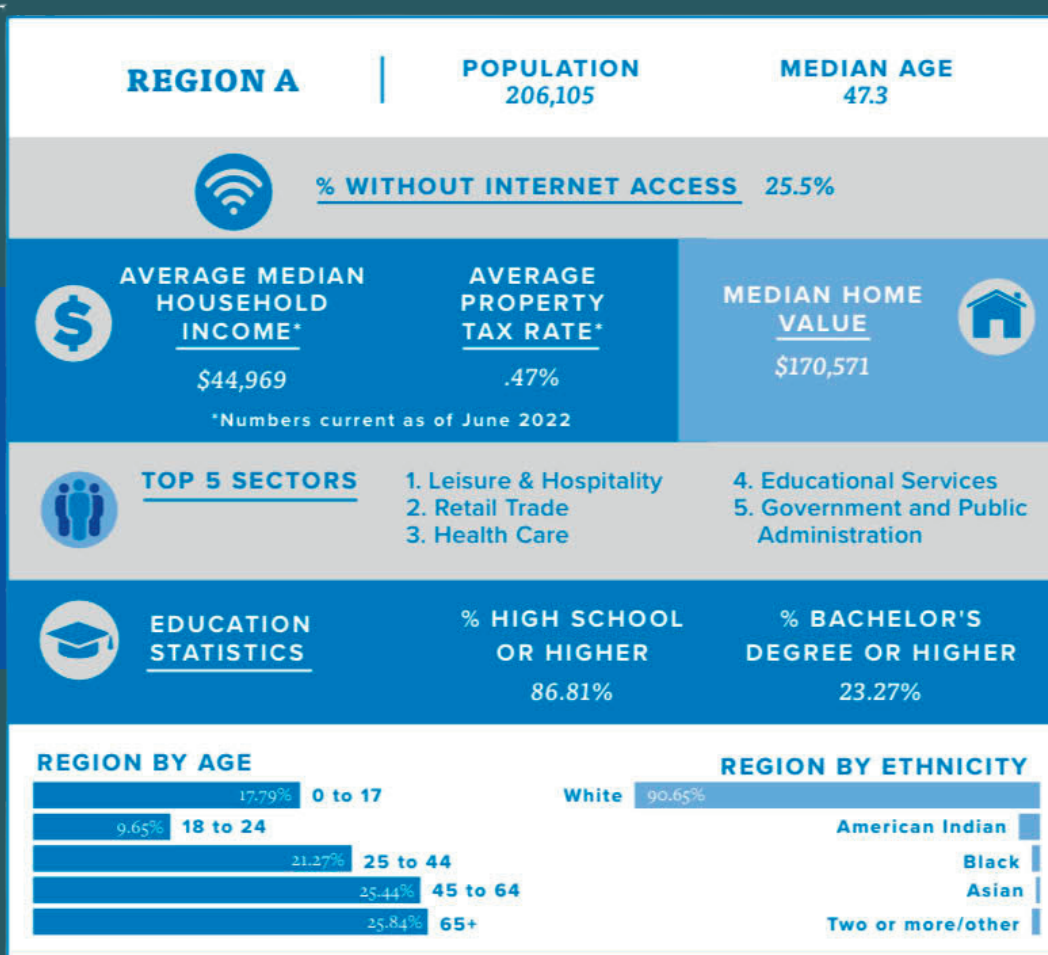 REGION A
POPULATION
206,105
MEDIAN AGE
47.3
% WITHOUT INTERNET ACCESS 25.5%
AVERAGE MEDIAN
HOUSEHOLD
INCOME*
$44,969
AVERAGE
PROPERTY
TAX RATE*
.47%
*Numbers current as of June 2022
MEDIAN HOME
VALUE
$170,571
TOP 5 SECTORS
1. Leisure & Hospitality
2. Retail Trade
3. Health Care
4. Educational Services
5. Government and Public
Administration
EDUCATION
STATISTICS
% HIGH SCHOOL
OR HIGHER
86.81%
% BACHELOR'S
DEGREE OR HIGHER
23.27%
REGION BY AGE
17.79% 0 to 17
9.65% 18 to 24
21.27% 25 to 44
25.44% 45 to 64
25.84% 65+
REGION BY ETHNICITY
White 90.65%
American Indian
Black
Asian
Two or more/other